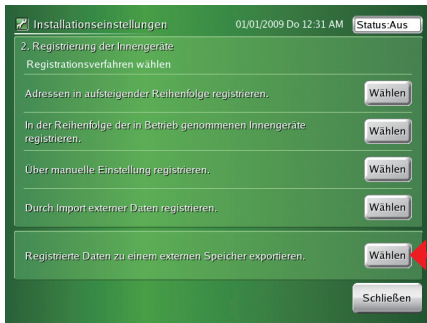 Installationseinstellungen 01/01/2009 Do 12:31 AM Status:Aus
2. Registrierung der Innengeräte
Registrationsverfahren wählen
Adressen in aufsteigender Reihenfolge registrieren. Wählen
In der Reihenfolge der in Betrieb genommenen Innengeräte
registrieren. Wählen
Über manuelle Einstellung registrieren. Wählen
Durch Import externer Daten registrieren. Wählen
Registrierte Daten zu einem externen Speicher exportieren. Wählen
Schließen